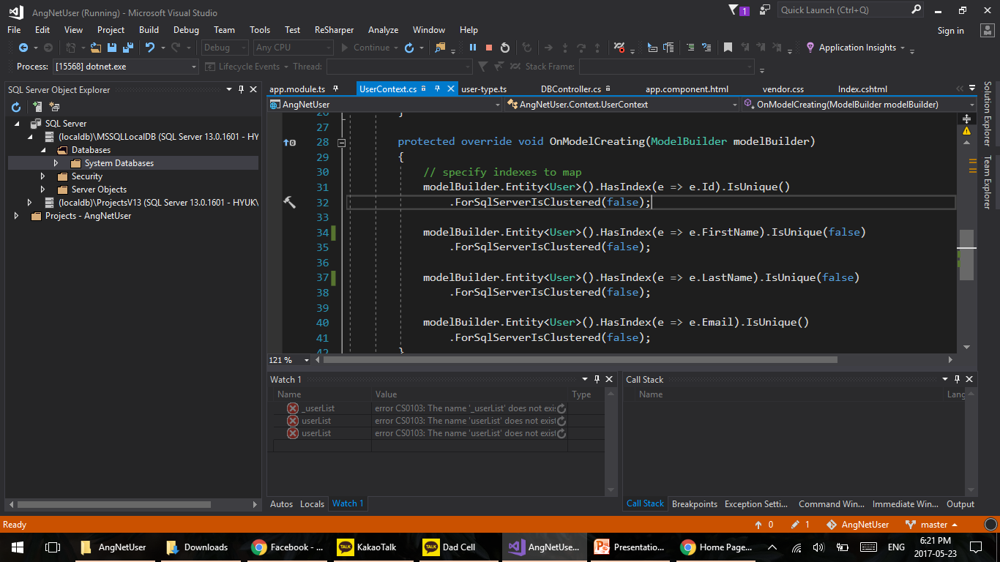 AngNetUser (Running) - Microsoft Visual Studio
1
Quick Launch (Ctrl+Q)
File Edit View Project Build Debug Team Tools Test ReSharper Analyze Window Help
Sign in
Debug Any CPU Continue Application Insights
Process: [15568] dotnet.exe Lifecycle Events Thread: Stack Frame:
SQL Server Object Explorer
SQL Server
(localdb)\MSSQLLocalDB (SQL Server 13.0.1601 - HY
Databases
System Databases
Security
Server Objects
(localdb)\ProjectsV13 (SQL Server 13.0.1601 - HYUK\
Projects - AngNetUser
app.module.ts UserContext.cs user-type.ts DBController.cs app.component.html vendor.css Index.cshtml
AngNetUser AngNetUser.Context.UserContext OnModelCreating(ModelBuilder modelBuilder)
26 }
27
28 protected override void OnModelCreating(ModelBuilder modelBuilder)
29 {
30 // specify indexes to map
31 modelBuilder.Entity<User>().HasIndex(e => e.Id).IsUnique()
32 .ForSqlServerIsClustered(false);
33
34 modelBuilder.Entity<User>().HasIndex(e => e.FirstName).IsUnique(false)
35 .ForSqlServerIsClustered(false);
36
37 modelBuilder.Entity<User>().HasIndex(e => e.LastName).IsUnique(false)
38 .ForSqlServerIsClustered(false);
39
40 modelBuilder.Entity<User>().HasIndex(e => e.Email).IsUnique()
41 .ForSqlServerIsClustered(false);
42 }
121 %
Solution Explorer
Team Explorer
Watch 1
Name Value Type
_userList error CS0103: The name '_userList' does not exis
userList error CS0103: The name 'userList' does not exist
userList error CS0103: The name 'userList' does not exist
Autos Locals Watch 1
Call Stack
Name Lang
Call Stack Breakpoints Exception Setti... Command Win... Immediate Win... Output
Ready 0 1 AngNetUser master
AngNetUser Downloads Facebook - ... TALK KakaoTalk TALK Dad Cell AngNetUse... Presentatio... Home Page... ENG 6:21 PM
2017-05-23